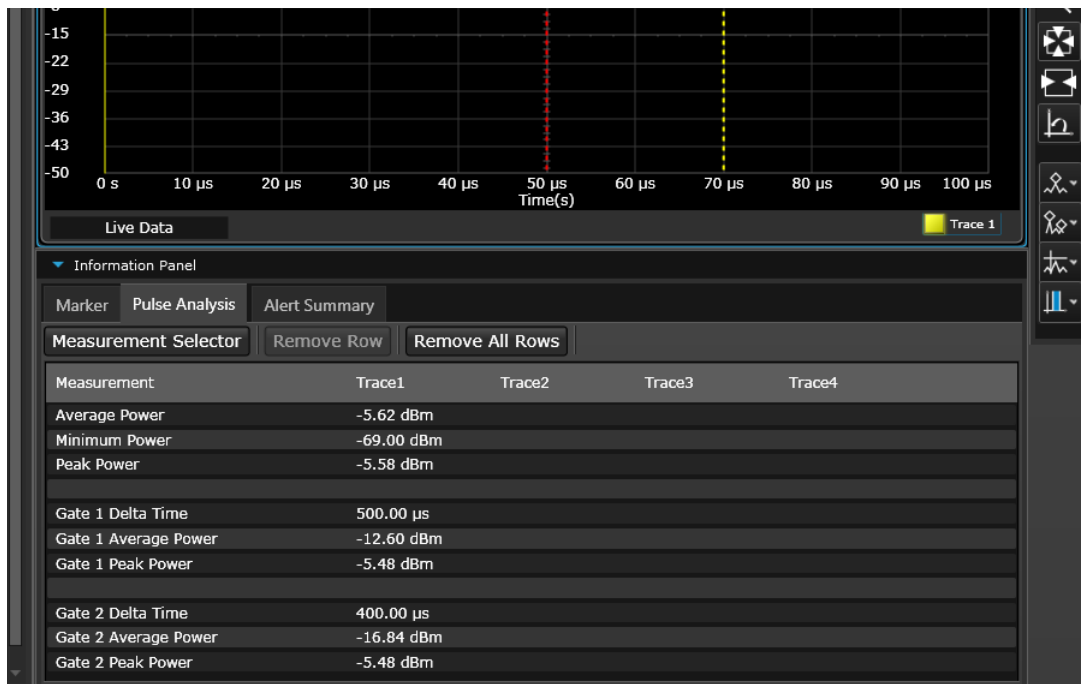 -15
-22
-29
-36
-43
-50
0 s 10 µs 20 µs 30 µs 40 µs 50 µs 60 µs 70 µs 80 µs 90 µs 100 µs
Time(s)
Live Data Trace 1
Information Panel
Marker Pulse Analysis Alert Summary
Measurement Selector Remove Row Remove All Rows
Measurement Trace1 Trace2 Trace3 Trace4
Average Power -5.62 dBm
Minimum Power -69.00 dBm
Peak Power -5.58 dBm
Gate 1 Delta Time 500.00 µs
Gate 1 Average Power -12.60 dBm
Gate 1 Peak Power -5.48 dBm
Gate 2 Delta Time 400.00 µs
Gate 2 Average Power -16.84 dBm
Gate 2 Peak Power -5.48 dBm